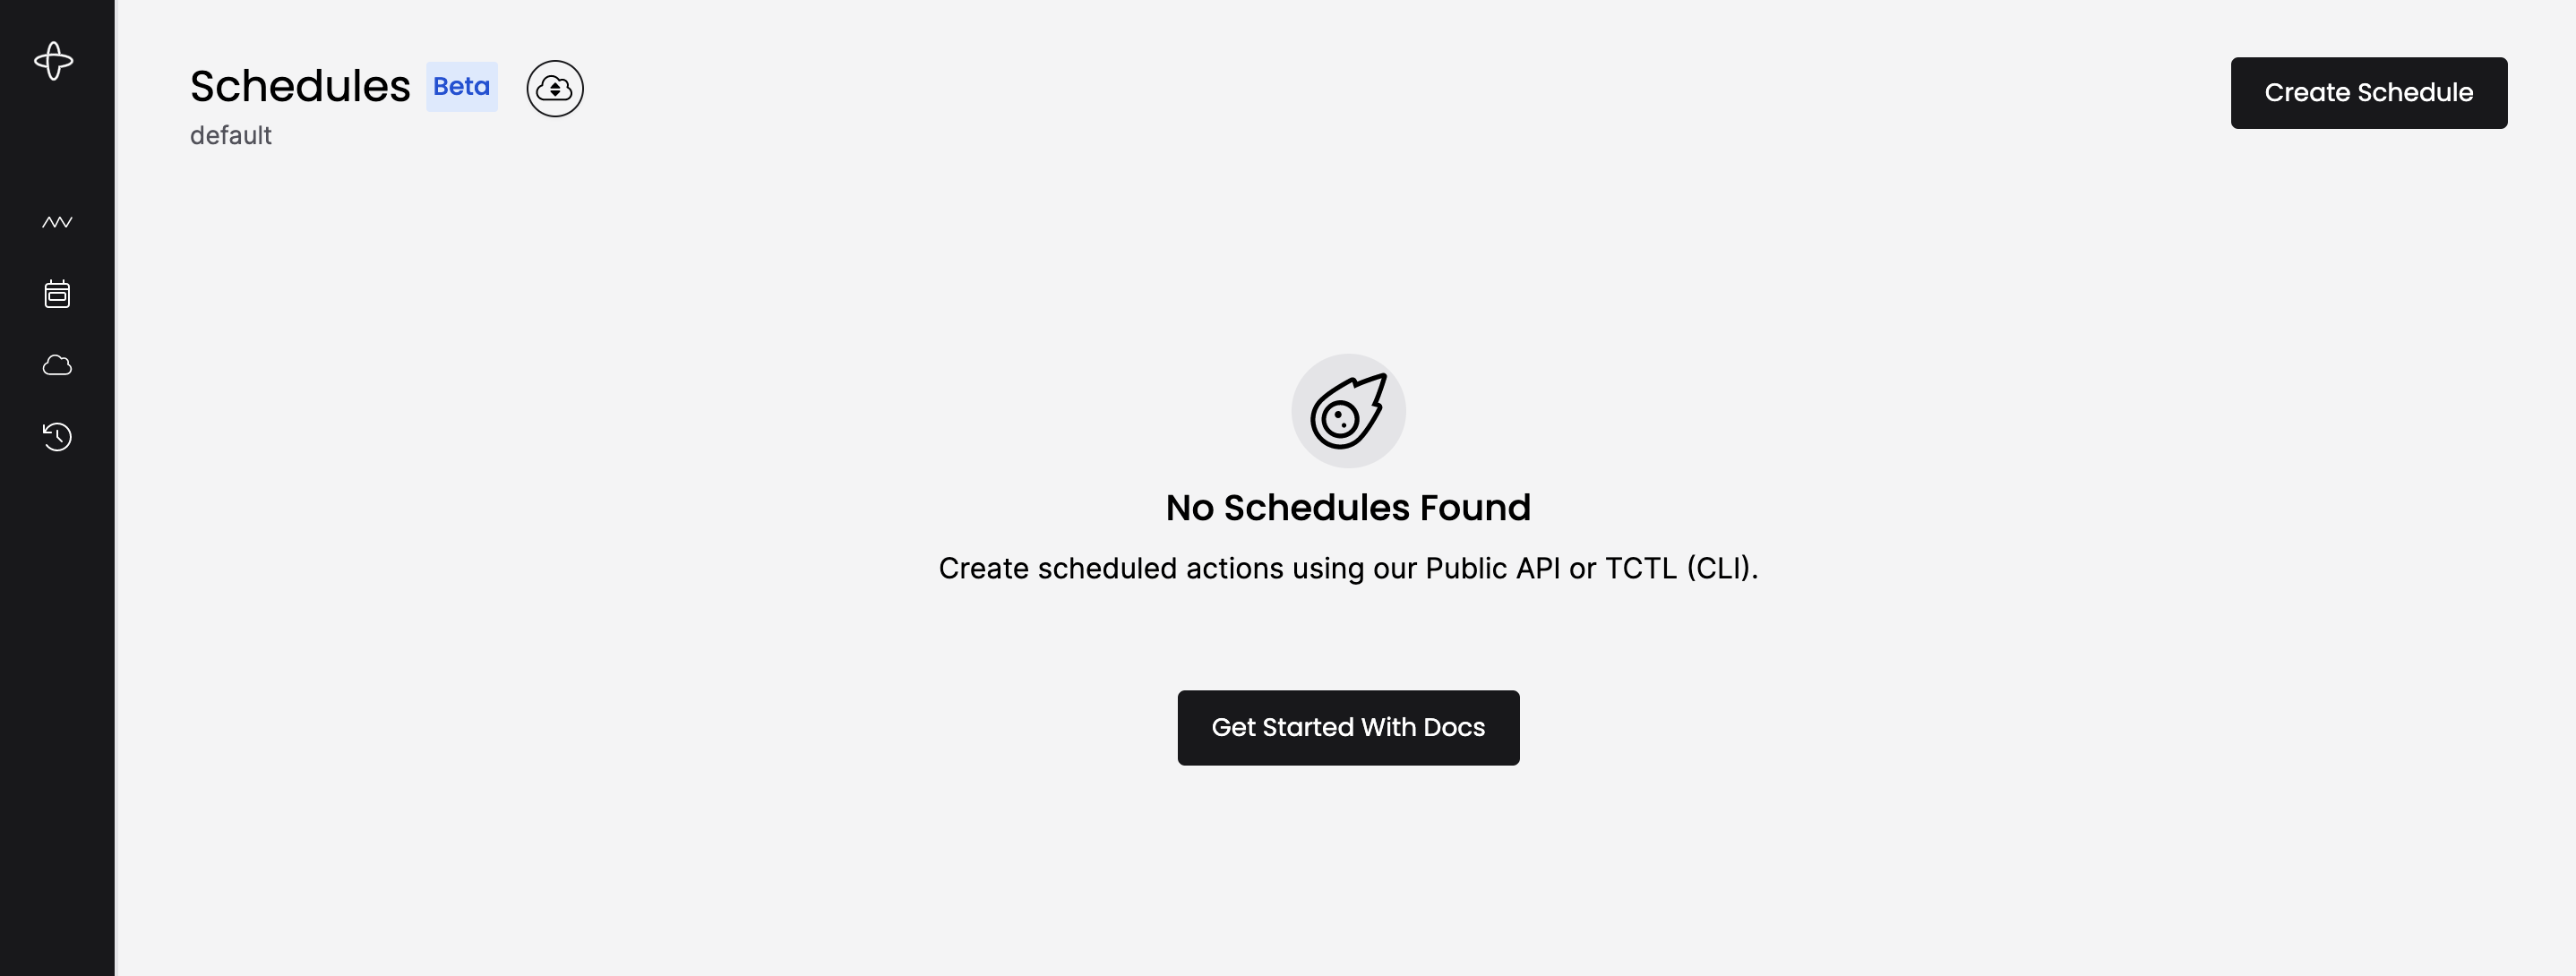 Schedules Beta
default
Create Schedule
No Schedules Found
Create scheduled actions using our Public API or TCTL (CLI).
Get Started With Docs